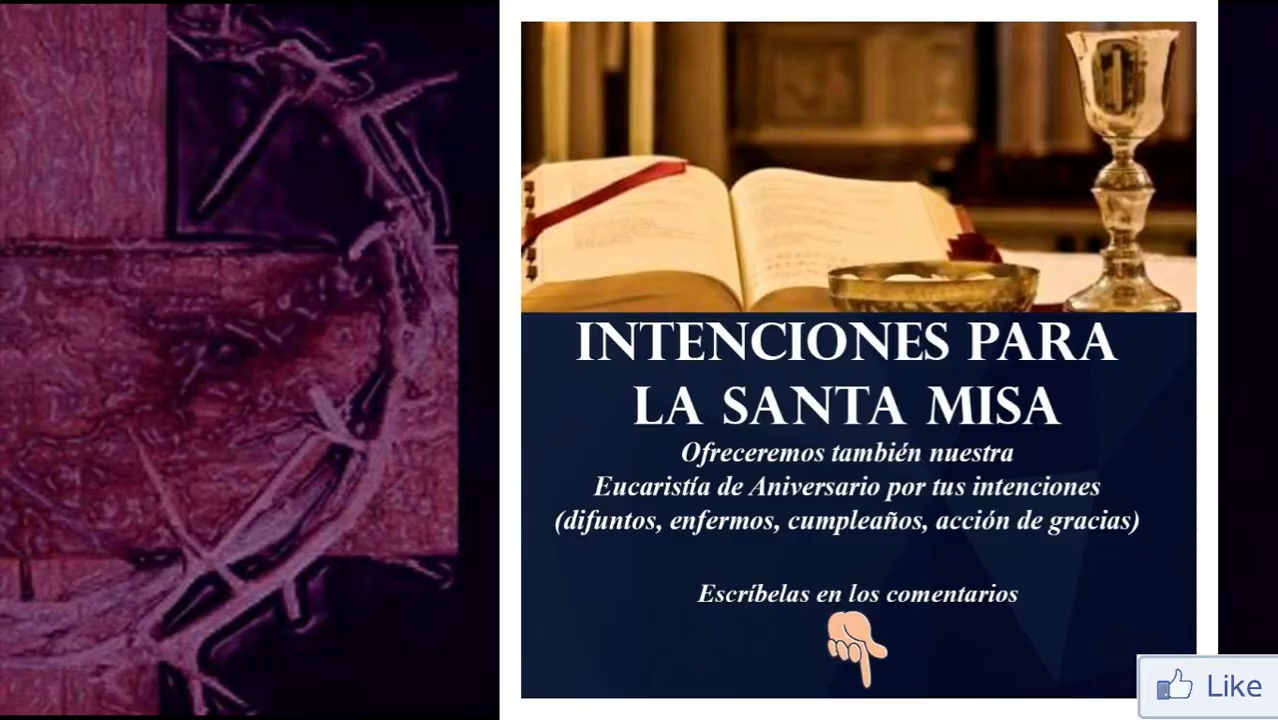 INTENCIONES PARA
LA SANTA MISA
Ofreceremos también nuestra
Eucaristía de Aniversario por tus intenciones
(difuntos, enfermos, cumpleaños, acción de gracias)
Escríbelas en los comentarios
Like